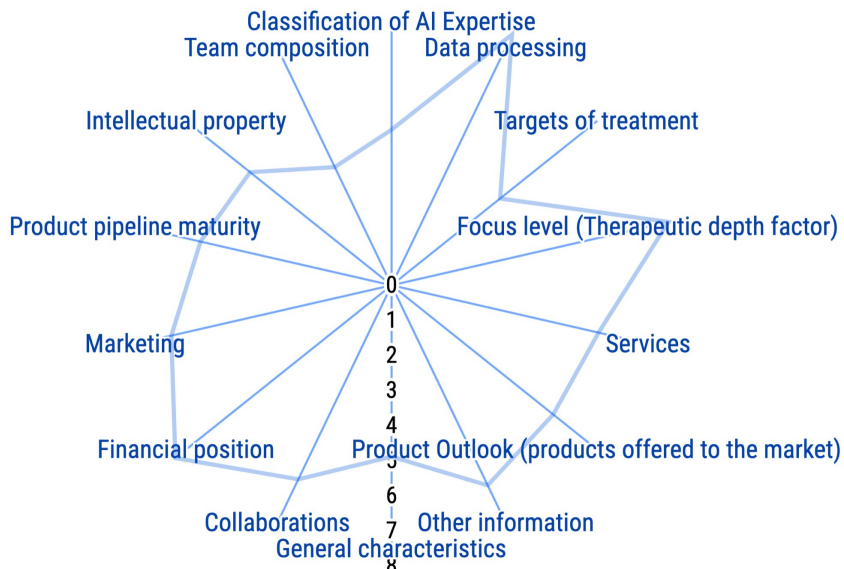 Classification of AI Expertise
Team composition
Data processing
Intellectual property
Targets of treatment
Product pipeline maturity
Focus level (Therapeutic depth factor)
0
1
2
Marketing
Services
3
4
Financial position
Product Outlook (products offered to the market)
5
6
Collaborations
7
Other information
General characteristics
8